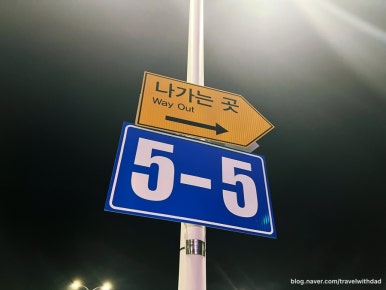 나가는 곳
Way Out
5-5
blog.naver.com/travelwithdad